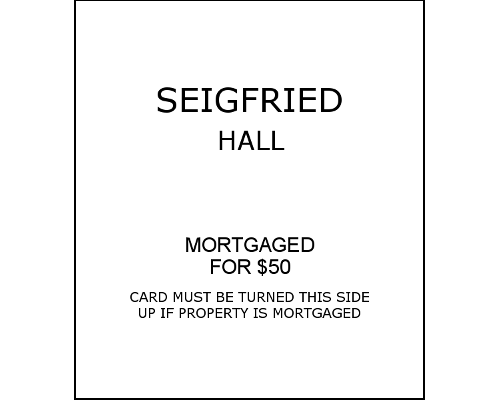 SEIGFRIED
HALL
MORTGAGED
FOR $50
CARD MUST BE TURNED THIS SIDE
UP IF PROPERTY IS MORTGAGED